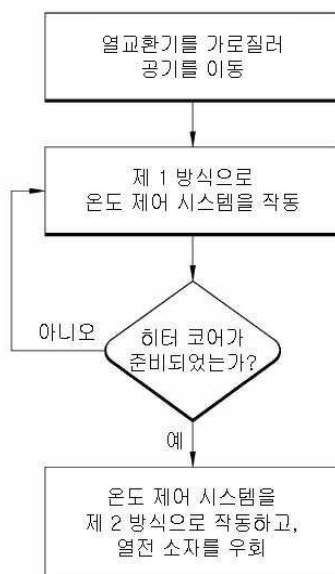 열교환기를 가로질러
공기를 이동
제 1 방식으로
온도 제어 시스템을 작동
아니오
히터 코어가
준비되었는가?
예
온도 제어 시스템을
제 2 방식으로 작동하고,
열전 소자를 우회